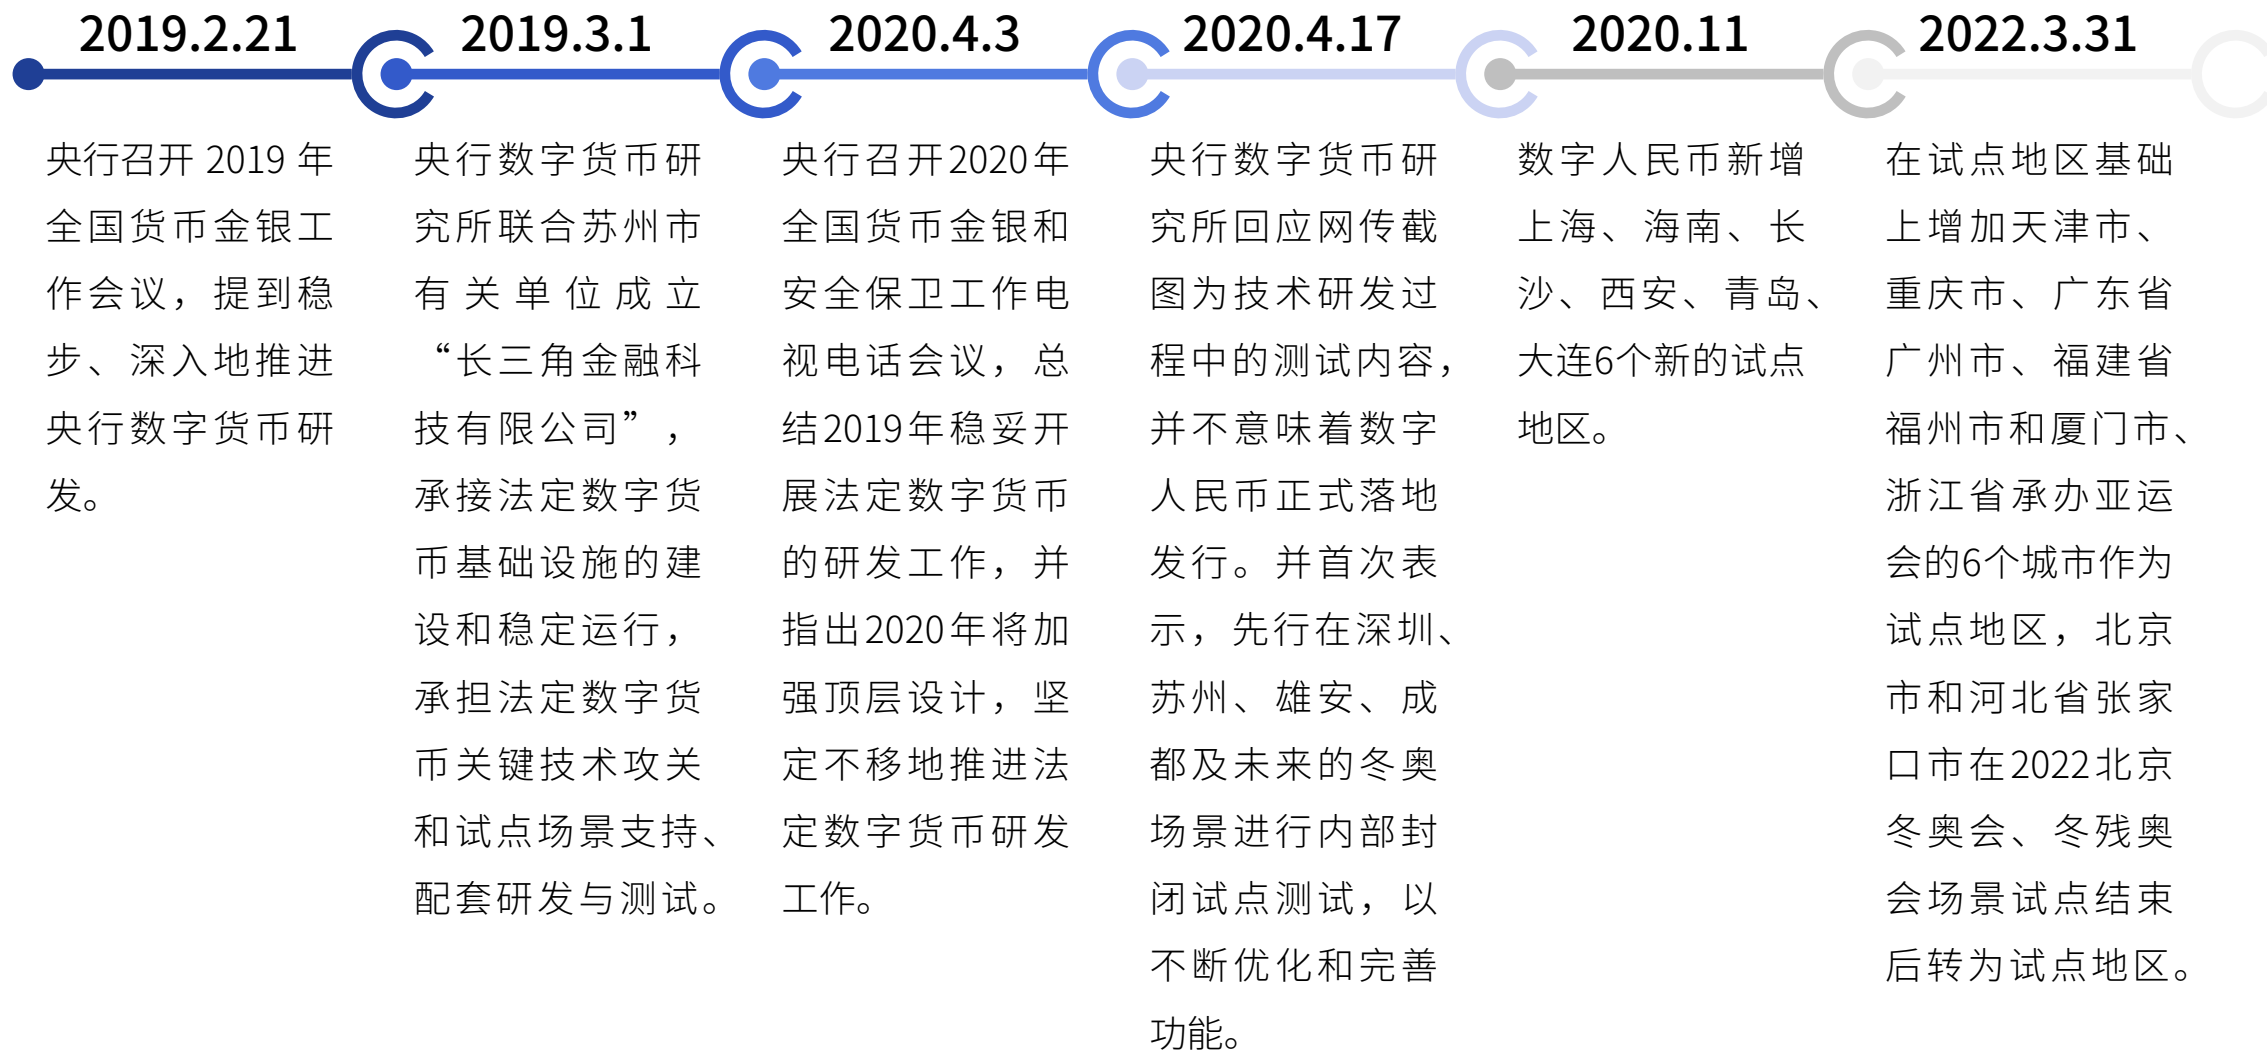 2019.2.21
央行召开 2019 年
全国货币金银工
作会议，提到稳
步、深入地推进
央行数字货币研
发。
2019.3.1
央行数字货币研
究所联合苏州市
有关单位成立
“长三角金融科
技有限公司”，
承接法定数字货
币基础设施的建
设和稳定运行，
承担法定数字货
币关键技术攻关
和试点场景支持、
配套研发与测试。
2020.4.3
央行召开2020年
全国货币金银和
安全保卫工作电
视电话会议，总
结2019年稳妥开
展法定数字货币
的研发工作，并
指出2020年将加
强顶层设计，坚
定不移地推进法
定数字货币研发
工作。
2020.4.17
央行数字货币研
究所回应网传截
图为技术研发过
程中的测试内容，
并不意味着数字
人民币正式落地
发行。并首次表
示，先行在深圳、
苏州、雄安、成
都及未来的冬奥
场景进行内部封
闭试点测试，以
不断优化和完善
功能。
2020.11
数字人民币新增
上海、海南、长
沙、西安、青岛、
大连6个新的试点
地区。
2022.3.31
在试点地区基础
上增加天津市、
重庆市、广东省
广州市、福建省
福州市和厦门市、
浙江省承办亚运
会的6个城市作为
试点地区，北京
市和河北省张家
口市在2022北京
冬奥会、冬残奥
会场景试点结束
后转为试点地区。